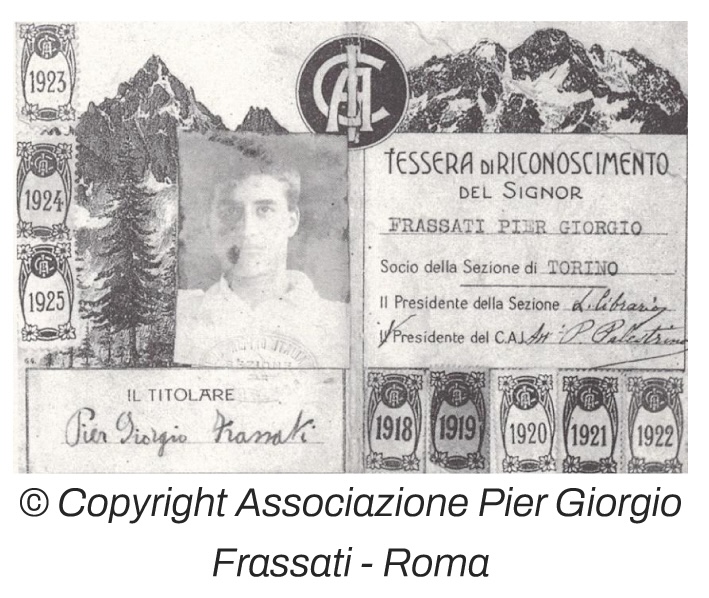 1923
1924
1925
CAI
TESSERA DI RICONOSCIMENTO
DEL SIGNOR
FRASSATI PIER GIORGIO
Socio della Sezione di TORINO
Il Presidente della Sezione
Il Presidente del C.A.I. P. Palestrino
IL TITOLARE
Pier Giorgio Frassati
1918
1919
1920
1921
1922
© Copyright Associazione Pier Giorgio
Frassati - Roma